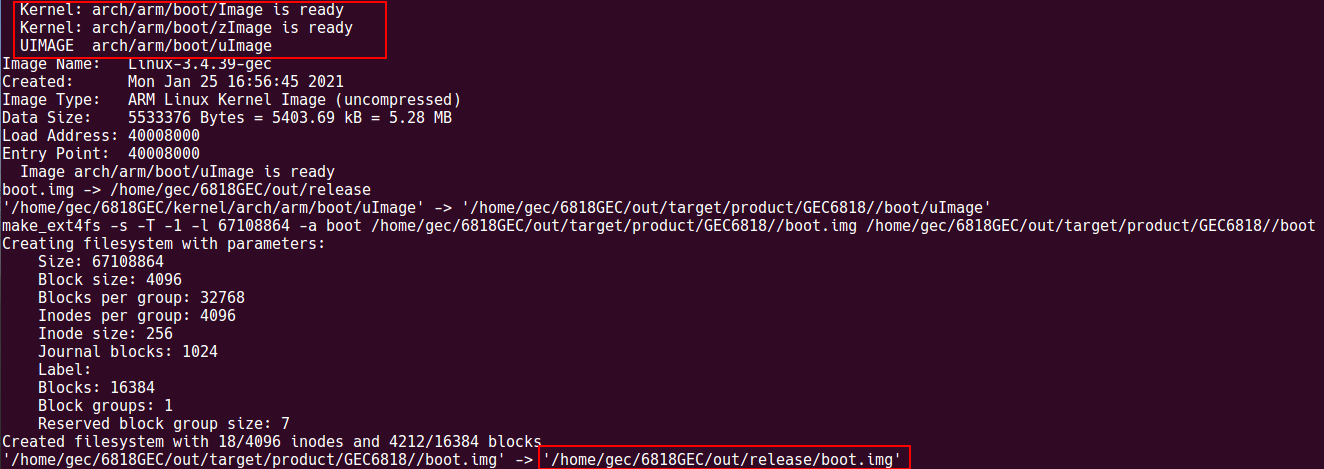 Kernel: arch/arm/boot/Image is ready
Kernel: arch/arm/boot/zImage is ready
UIMAGE  arch/arm/boot/uImage
Image Name:   Linux-3.4.39-gec
Created:      Mon Jan 25 16:56:45 2021
Image Type:   ARM Linux Kernel Image (uncompressed)
Data Size:    5533376 Bytes = 5403.69 kB = 5.28 MB
Load Address: 40008000
Entry Point:  40008000
  Image arch/arm/boot/uImage is ready
boot.img -> /home/gec/6818GEC/out/release
'/home/gec/6818GEC/kernel/arch/arm/boot/uImage' -> '/home/gec/6818GEC/out/target/product/GEC6818//boot/uImage'
make_ext4fs -s -T -1 -l 67108864 -a boot /home/gec/6818GEC/out/target/product/GEC6818//boot.img /home/gec/6818GEC/out/target/product/GEC6818//boot
Creating filesystem with parameters:
    Size: 67108864
    Block size: 4096
    Blocks per group: 32768
    Inodes per group: 4096
    Inode size: 256
    Journal blocks: 1024
    Label:
    Blocks: 16384
    Block groups: 1
    Reserved block group size: 7
Created filesystem with 18/4096 inodes and 4212/16384 blocks
'/home/gec/6818GEC/out/target/product/GEC6818//boot.img' -> '/home/gec/6818GEC/out/release/boot.img'